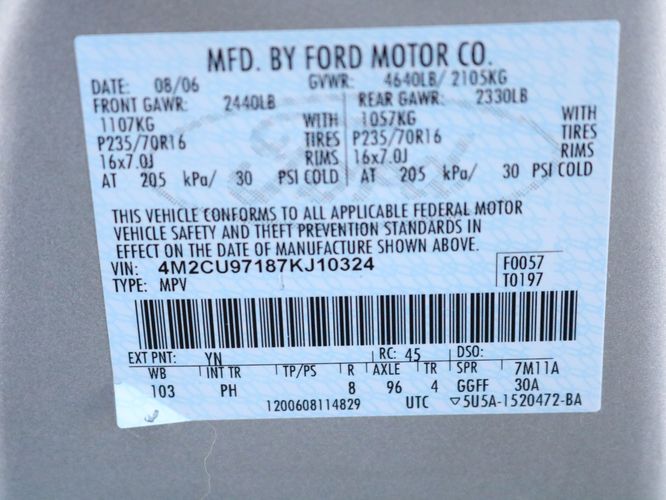 MFD. BY FORD MOTOR CO.
DATE: 08/06 GVWR: 4640LB/ 2105KG
FRONT GAWR: 2440LB REAR GAWR: 2330LB
1107KG WITH 1057KG WITH
P235/70R16 TIRES P235/70R16 TIRES
16x7.0J RIMS 16x7.0J RIMS
AT 205 kPa/ 30 PSI COLD AT 205 kPa/ 30 PSI COLD
THIS VEHICLE CONFORMS TO ALL APPLICABLE FEDERAL MOTOR
VEHICLE SAFETY AND THEFT PREVENTION STANDARDS IN
EFFECT ON THE DATE OF MANUFACTURE SHOWN ABOVE.
VIN: 4M2CU97187KJ10324 F0057
TYPE: MPV T0197
EXT PNT: YN RC: 45 DSO:
WB INT TR TP/PS R AXLE TR SPR 7M11A
103 PH 8 96 4 GGFF 30A
1200608114829 UTC ▽5U5A-1520472-BA